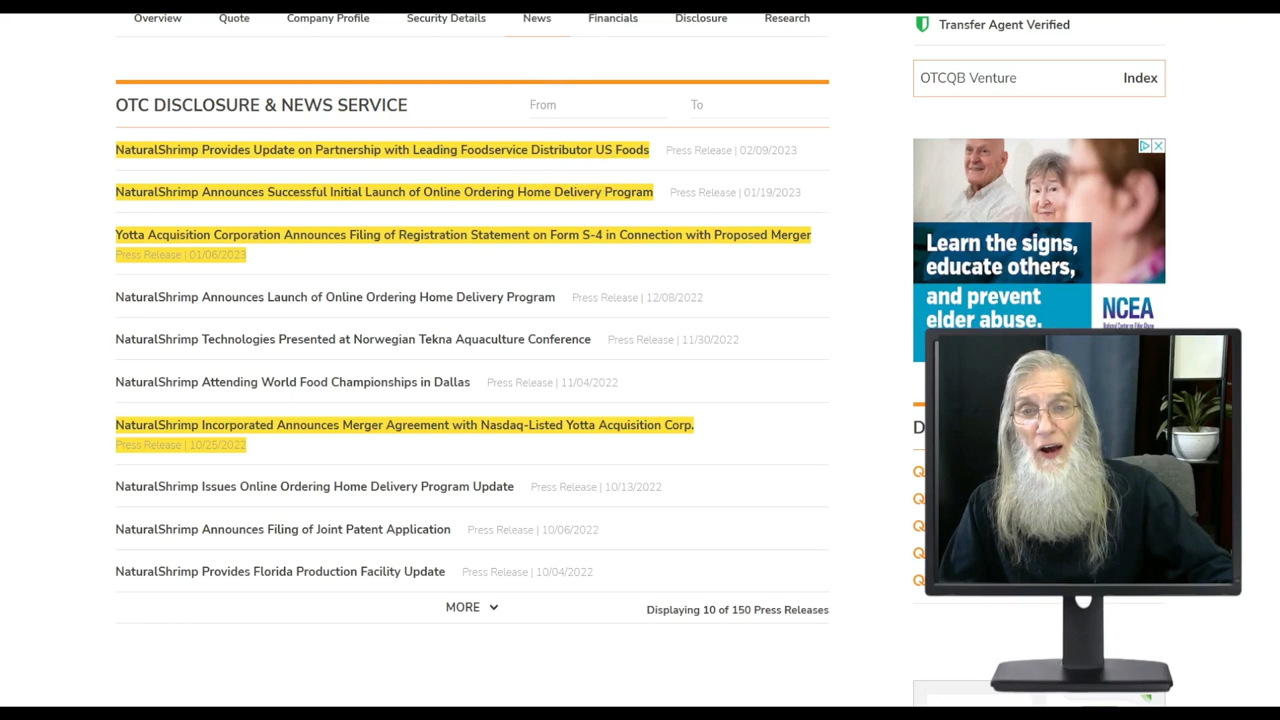 Overview Quote Company Profile Security Details News Financials Disclosure Research
Transfer Agent Verified
OTCQB Venture Index
OTC DISCLOSURE & NEWS SERVICE From To
NaturalShrimp Provides Update on Partnership with Leading Foodservice Distributor US Foods Press Release | 02/09/2023
NaturalShrimp Announces Successful Initial Launch of Online Ordering Home Delivery Program Press Release | 01/19/2023
Yotta Acquisition Corporation Announces Filing of Registration Statement on Form S-4 in Connection with Proposed Merger
Press Release | 01/06/2023
NaturalShrimp Announces Launch of Online Ordering Home Delivery Program Press Release | 12/08/2022
NaturalShrimp Technologies Presented at Norwegian Tekna Aquaculture Conference Press Release | 11/30/2022
NaturalShrimp Attending World Food Championships in Dallas Press Release | 11/04/2022
NaturalShrimp Incorporated Announces Merger Agreement with Nasdaq-Listed Yotta Acquisition Corp.
Press Release | 10/25/2022
NaturalShrimp Issues Online Ordering Home Delivery Program Update Press Release | 10/13/2022
NaturalShrimp Announces Filing of Joint Patent Application Press Release | 10/06/2022
NaturalShrimp Provides Florida Production Facility Update Press Release | 10/04/2022
MORE
Displaying 10 of 150 Press Releases
Learn the signs,
educate others,
and prevent
elder abuse.
NCEA
D
Q
Q
Q
Q
Q